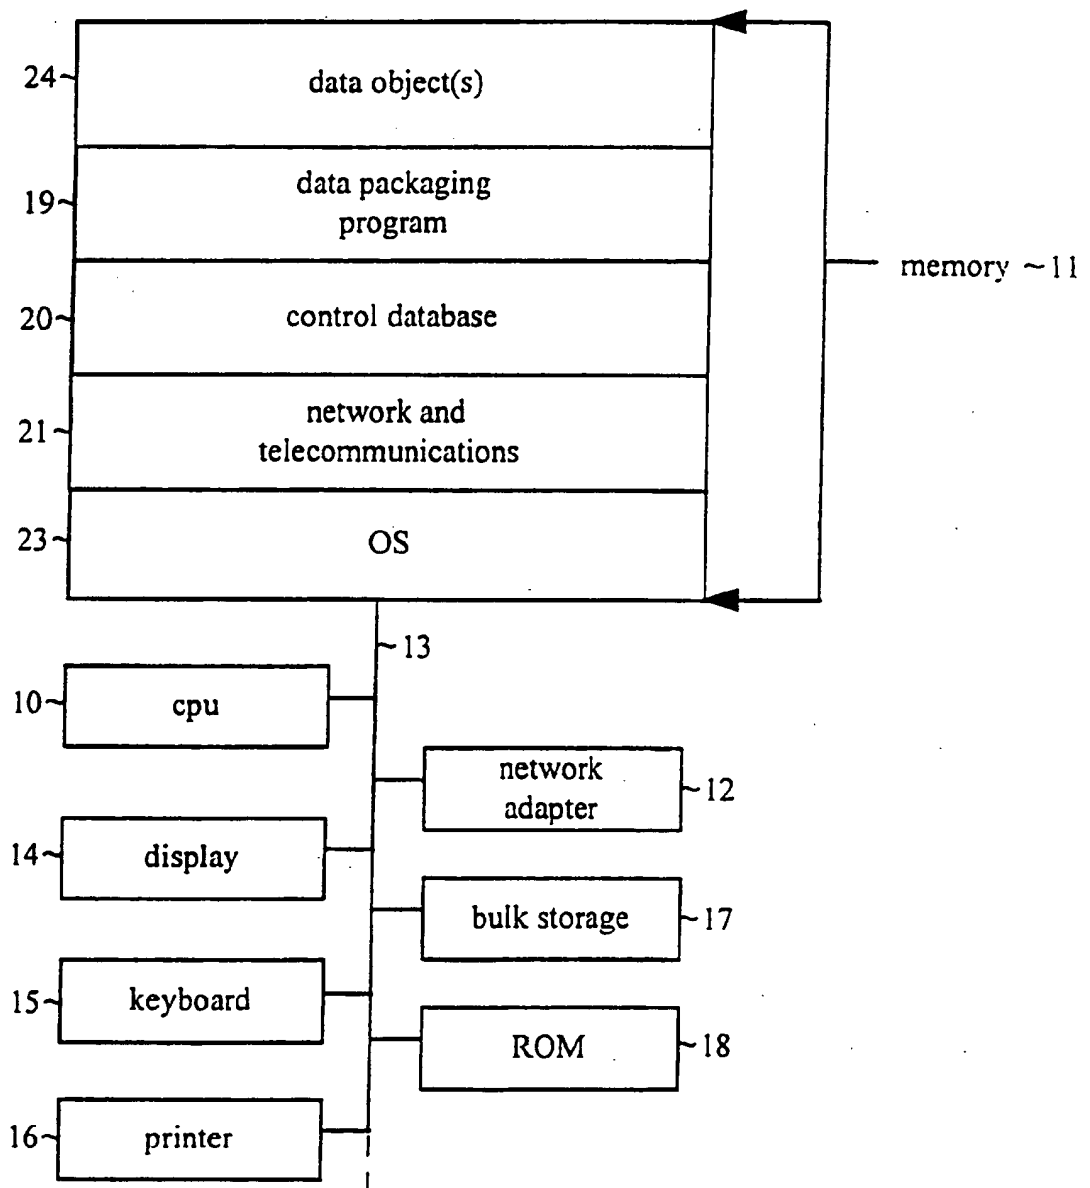 24~ data object(s)
19~ data packaging
program
memory ~11
20~ control database
21~ network and
telecommunications
23~ OS
~13
10~ cpu
network
adapter ~12
14~ display
bulk storage ~17
15~ keyboard
ROM ~18
16~ printer